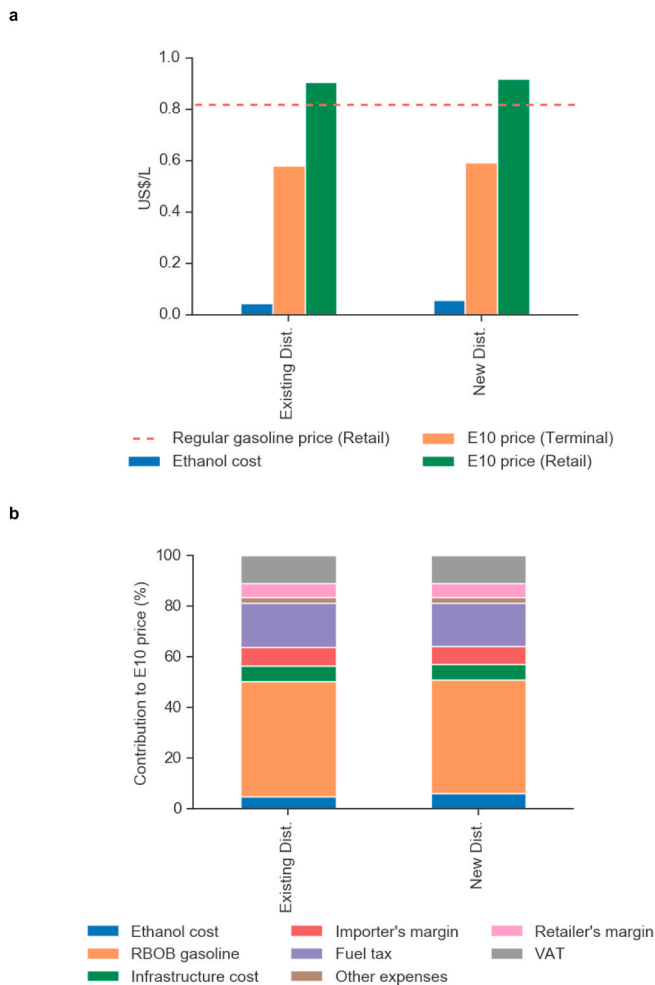 a
1.0
0.8
0.6
0.4
0.2
0.0
US$/L
Existing Dist.
New Dist.
Regular gasoline price (Retail)
E10 price (Terminal)
Ethanol cost
E10 price (Retail)
b
100
80
60
40
20
0
Contribution to E10 price (%)
Existing Dist.
New Dist.
Ethanol cost
Importer's margin
Retailer's margin
RBOB gasoline
Fuel tax
VAT
Infrastructure cost
Other expenses